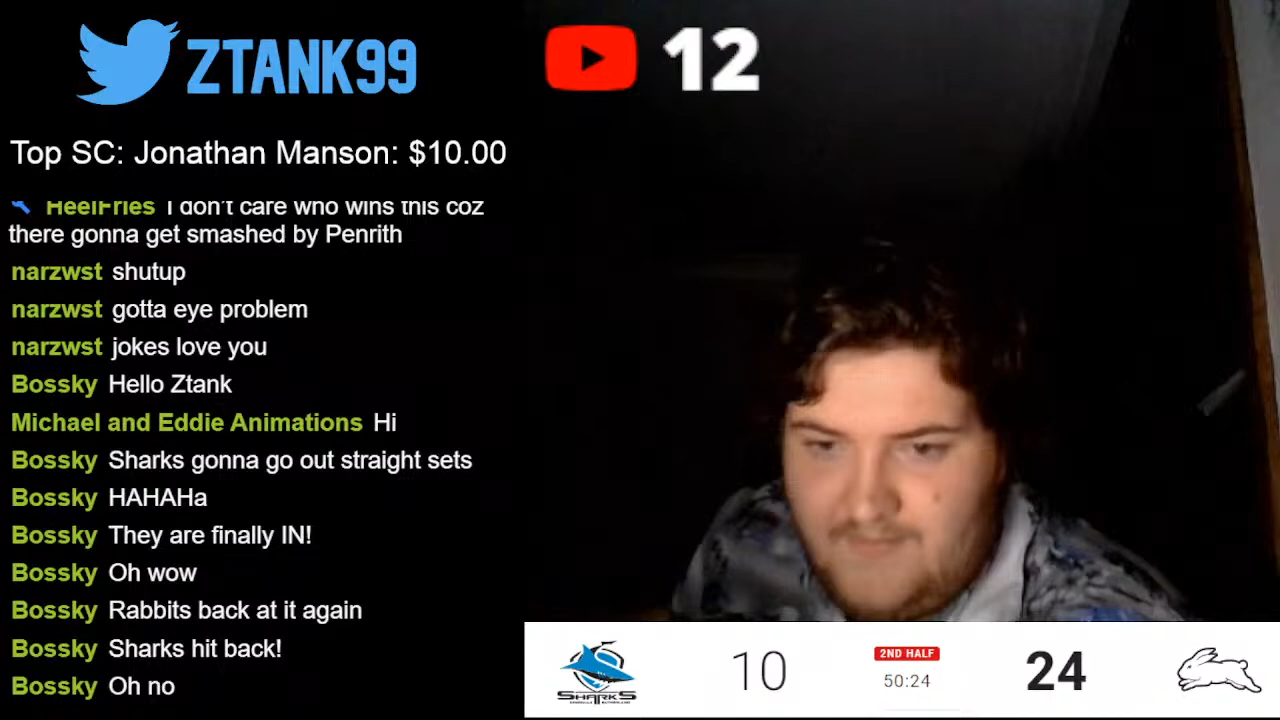 ZTANK99
12
Top SC: Jonathan Manson: $10.00
HeelFries I don't care who wins this coz
there gonna get smashed by Penrith
narzwst shutup
narzwst gotta eye problem
narzwst jokes love you
Bossky Hello Ztank
Michael and Eddie Animations Hi
Bossky Sharks gonna go out straight sets
Bossky HAHAHa
Bossky They are finally IN!
Bossky Oh wow
Bossky Rabbits back at it again
Bossky Sharks hit back!
Bossky Oh no
SHARKS
10
2ND HALF
50:24
24